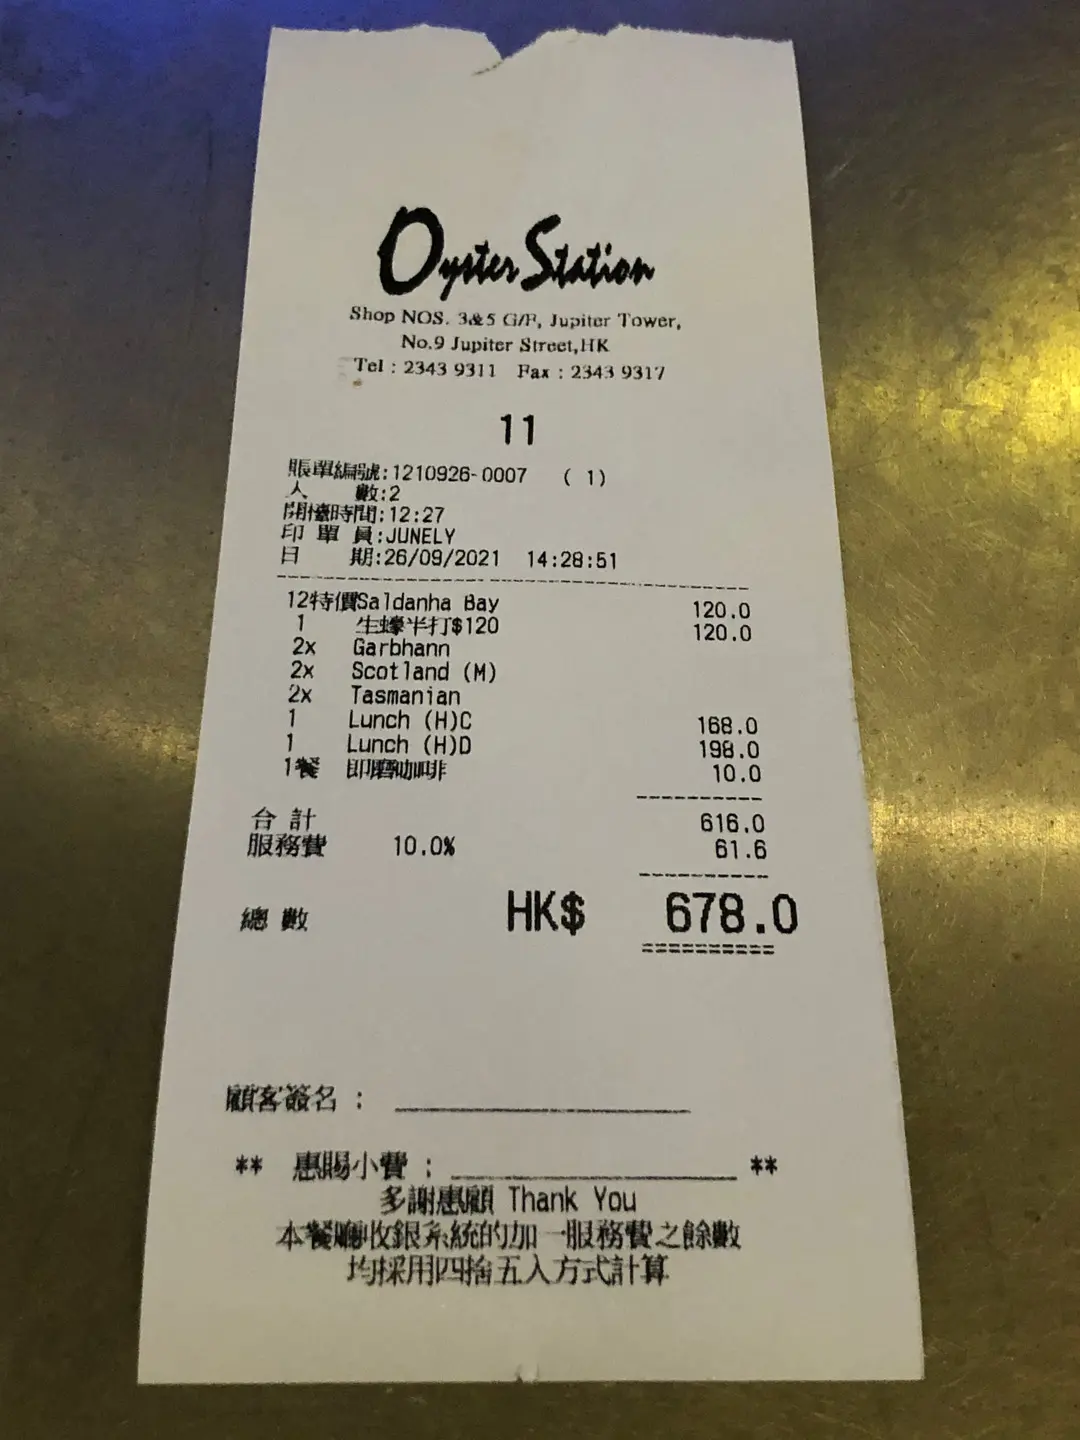 Oyster Station
Shop NOS. 3&5 G/F, Jupiter Tower,
No.9 Jupiter Street,HK
Tel : 2343 9311 Fax : 2343 9317
11
賬單編號:1210926-0007 ( 1)
人 數:2
開檯時間:12:27
印 單 員:JUNELY
日 期:26/09/2021 14:28:51
12特價Saldanha Bay 120.0
1 生蠔半打$120 120.0
2x Garbhann
2x Scotland (M)
2x Tasmanian
1 Lunch (H)C 168.0
1 Lunch (H)D 198.0
1餐 即磨咖啡 10.0
合 計 616.0
服務費 10.0% 61.6
總 數 HK$ 678.0
顧客簽名 :
** 惠賜小費 : **
多謝惠顧 Thank You
本餐廳收銀系統的加一服務費之餘數
均採用四捨五入方式計算